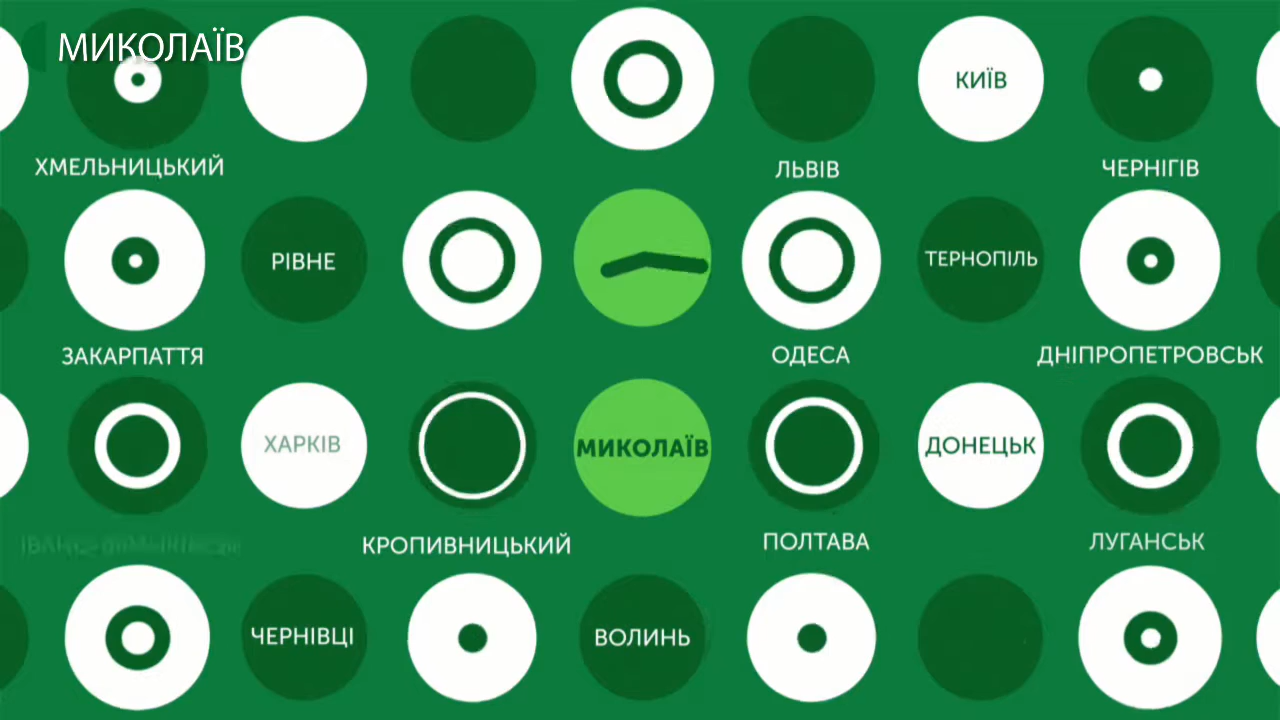 МИКОЛАЇВ
КИЇВ
ХМЕЛЬНИЦЬКИЙ
ЛЬВІВ
ЧЕРНІГІВ
РІВНЕ
ТЕРНОПІЛЬ
ЗАКАРПАТТЯ
ОДЕСА
ДНІПРОПЕТРОВСЬК
ХАРКІВ
МИКОЛАЇВ
ДОНЕЦЬК
КРОПИВНИЦЬКИЙ
ПОЛТАВА
ЛУГАНСЬК
ЧЕРНІВЦІ
ВОЛИНЬ